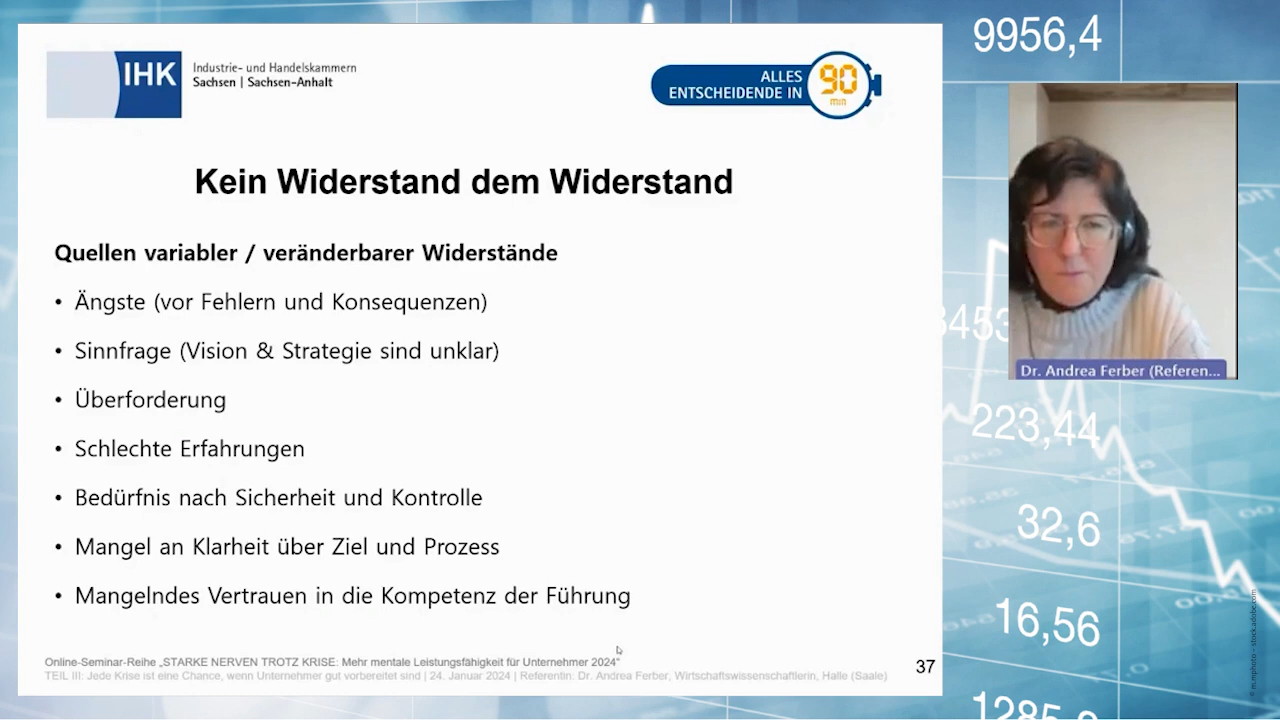 IHK
Industrie- und Handelskammern
Sachsen | Sachsen-Anhalt
ALLES
ENTSCHEIDENDE IN
90
min
Kein Widerstand dem Widerstand
Quellen variabler / veränderbarer Widerstände
• Ängste (vor Fehlern und Konsequenzen)
• Sinnfrage (Vision & Strategie sind unklar)
• Überforderung
• Schlechte Erfahrungen
• Bedürfnis nach Sicherheit und Kontrolle
• Mangel an Klarheit über Ziel und Prozess
• Mangelndes Vertrauen in die Kompetenz der Führung
Online-Seminar-Reihe „STARKE NERVEN TROTZ KRISE: Mehr mentale Leistungsfähigkeit für Unternehmer 2024“
TEIL III: Jede Krise ist eine Chance, wenn Unternehmer gut vorbereitet sind | 24. Januar 2024 | Referentin: Dr. Andrea Ferber, Wirtschaftswissenschaftlerin, Halle (Saale)
37
9956,4
Dr. Andrea Ferber (Referen...
223,44
32,6
16,56